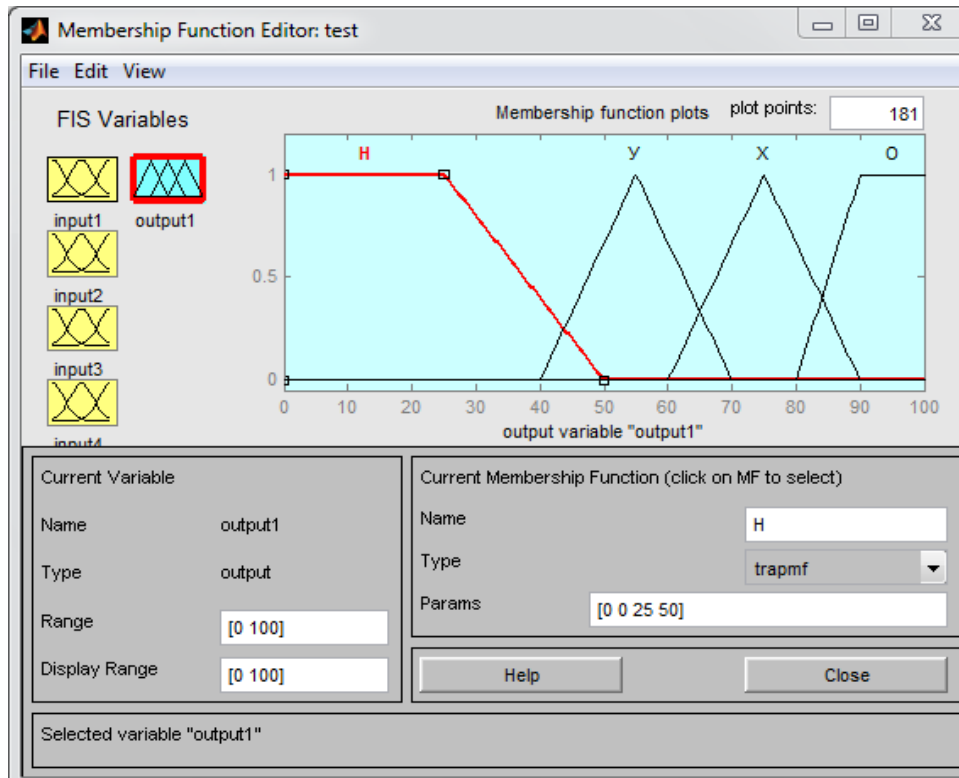 Membership Function Editor: test
File Edit View
FIS Variables
Membership function plots plot points: 181
input1 output1
input2
input3
input4
Н У Х О
1
0.5
0
0 10 20 30 40 50 60 70 80 90 100
output variable "output1"
Current Variable
Name output1
Type output
Range [0 100]
Display Range [0 100]
Current Membership Function (click on MF to select)
Name Н
Type trapmf
Params [0 0 25 50]
Help Close
Selected variable "output1"